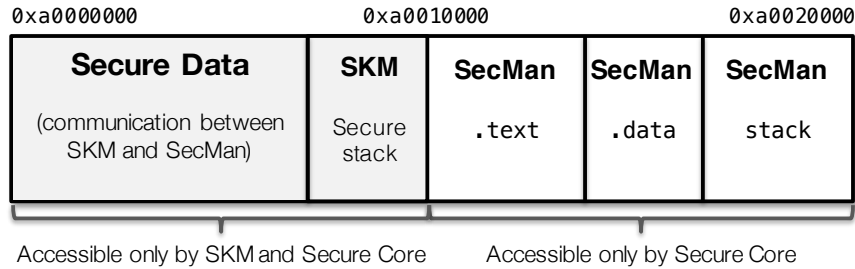 0xa0000000 0xa0010000 0xa0020000
Secure Data SKM SecMan SecMan SecMan
(communication between
SKM and SecMan)
Secure
stack
.text .data stack
Accessible only by SKM and Secure Core Accessible only by Secure Core